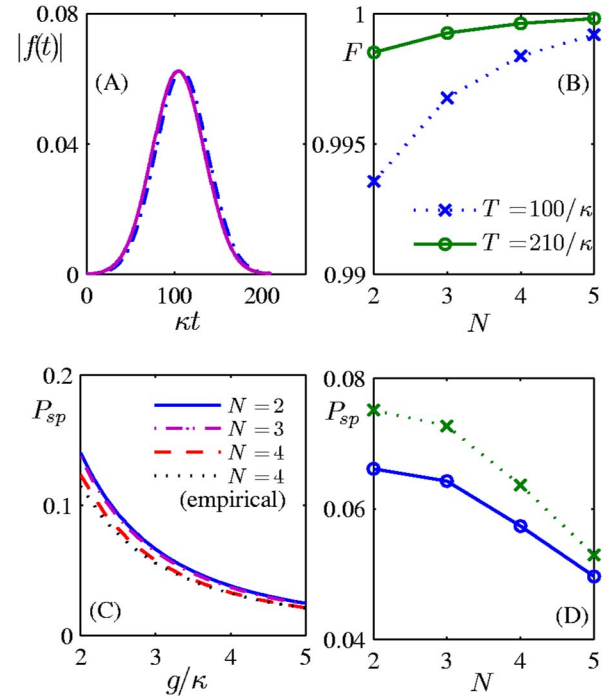 |f(t)|
0.08
0.04
0
(A)
0
100
200
κt
F
1
0.995
0.99
(B)
T =100/κ
T =210/κ
2
3
4
5
N
P_sp
0.2
0.1
0
N = 2
N = 3
N = 4
N = 4
(empirical)
(C)
2
3
4
5
g/κ
P_sp
0.08
0.06
0.04
(D)
2
3
4
5
N